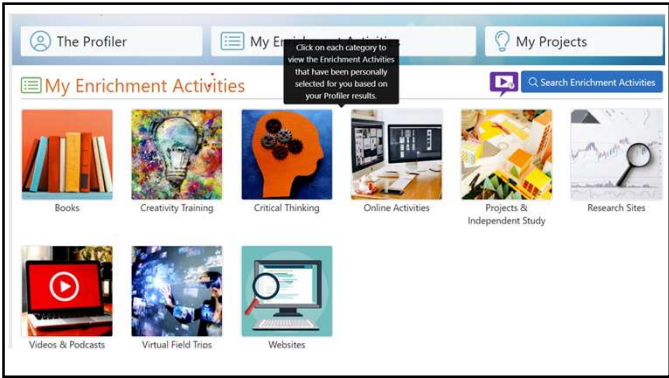 The Profiler
My Enrichment Activities
My Projects
Click on each category to
view the Enrichment Activities
that have been personally
selected for you based on
your Profiler results.
My Enrichment Activities
Search Enrichment Activities
Books
Creativity Training
Critical Thinking
Online Activities
Projects &
Independent Study
Research Sites
Videos & Podcasts
Virtual Field Trips
Websites